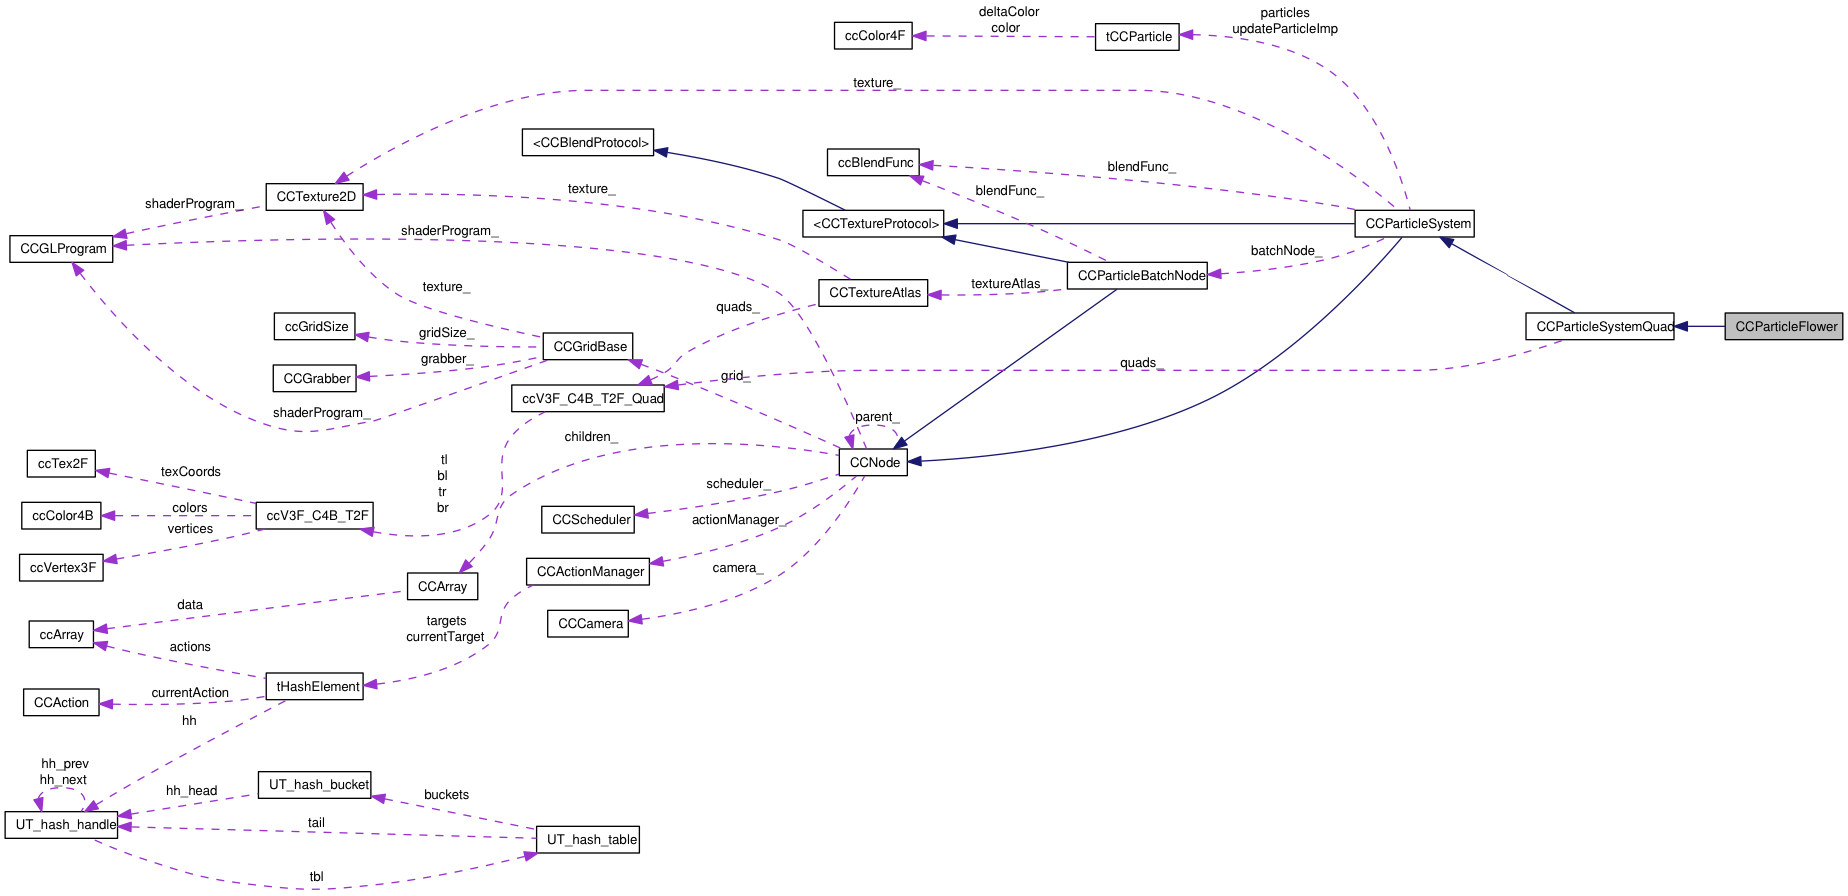 deltaColor
color
particles
updateParticleImp
ccColor4F
tCCParticle
texture_
<CCBlendProtocol>
ccBlendFunc
blendFunc_
CCTexture2D
texture_
blendFunc_
shaderProgram_
<CCTextureProtocol>
CCParticleSystem
shaderProgram_
CCGLProgram
batchNode_
CCParticleBatchNode
texture_
textureAtlas_
CCTextureAtlas
quads_
ccGridSize
gridSize_
CCGridBase
CCParticleSystemQuad
CCParticleFlower
grabber_
CCGrabber
grid_
quads_
ccV3F_C4B_T2F_Quad
shaderProgram_
parent_
children_
tl
bl
tr
br
ccTex2F
texCoords
CCNode
scheduler_
colors
ccColor4B
ccV3F_C4B_T2F
CCScheduler
actionManager_
vertices
ccVertex3F
CCActionManager
camera_
CCArray
data
targets
currentTarget
CCCamera
ccArray
actions
tHashElement
currentAction
CCAction
hh
hh_prev
hh_next
UT_hash_bucket
hh_head
buckets
UT_hash_handle
tail
UT_hash_table
tbl